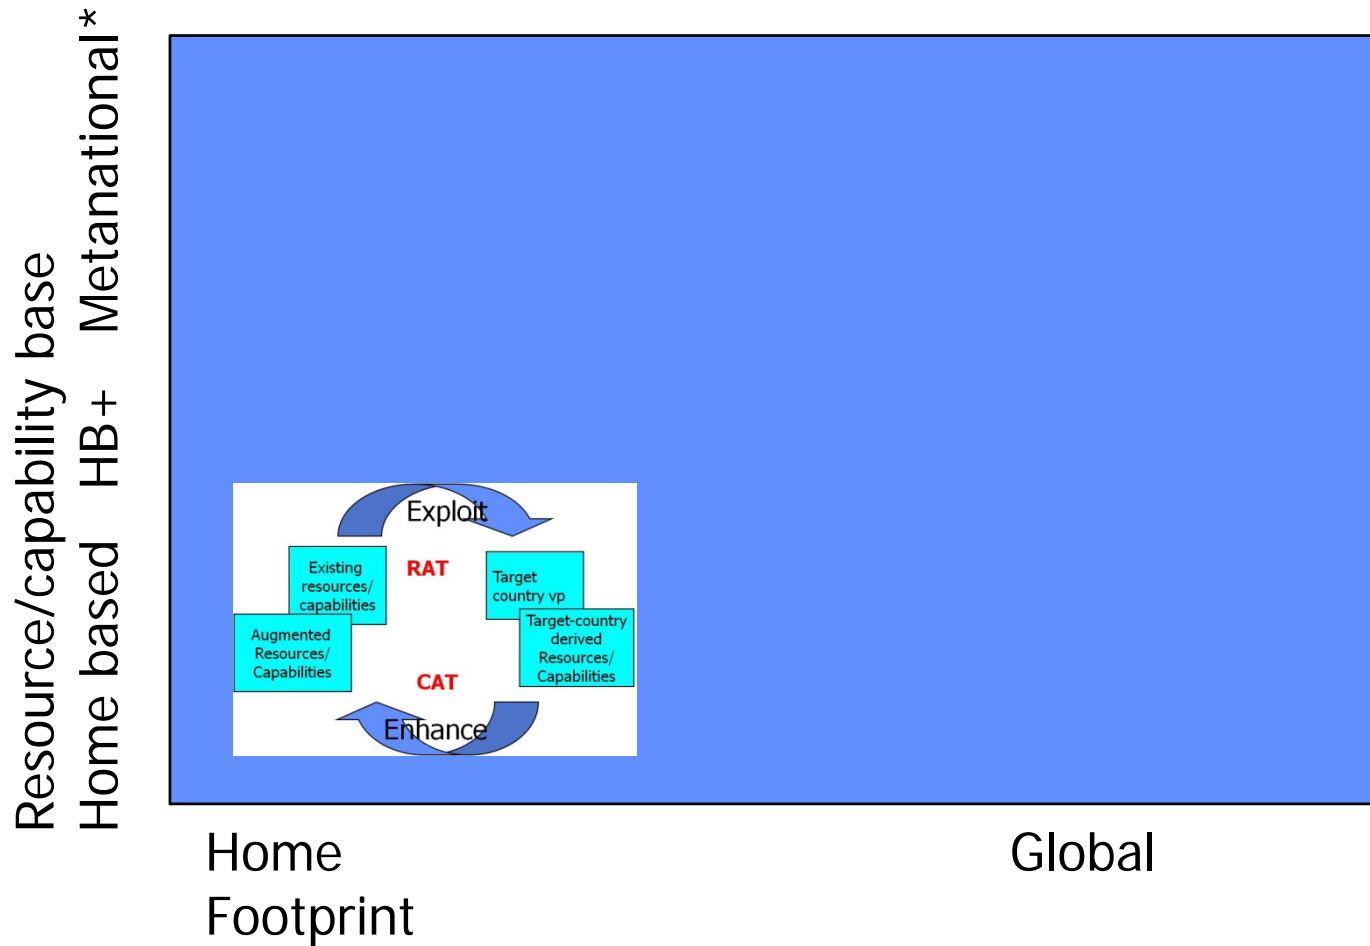 Resource/capability base
Home based HB+ Metanational*
Exploit
Existing
resources/
capabilities
RAT
Target
country vp
Augmented
Resources/
Capabilities
Target-country
derived
Resources/
Capabilities
CAT
Enhance
Home
Global
Footprint